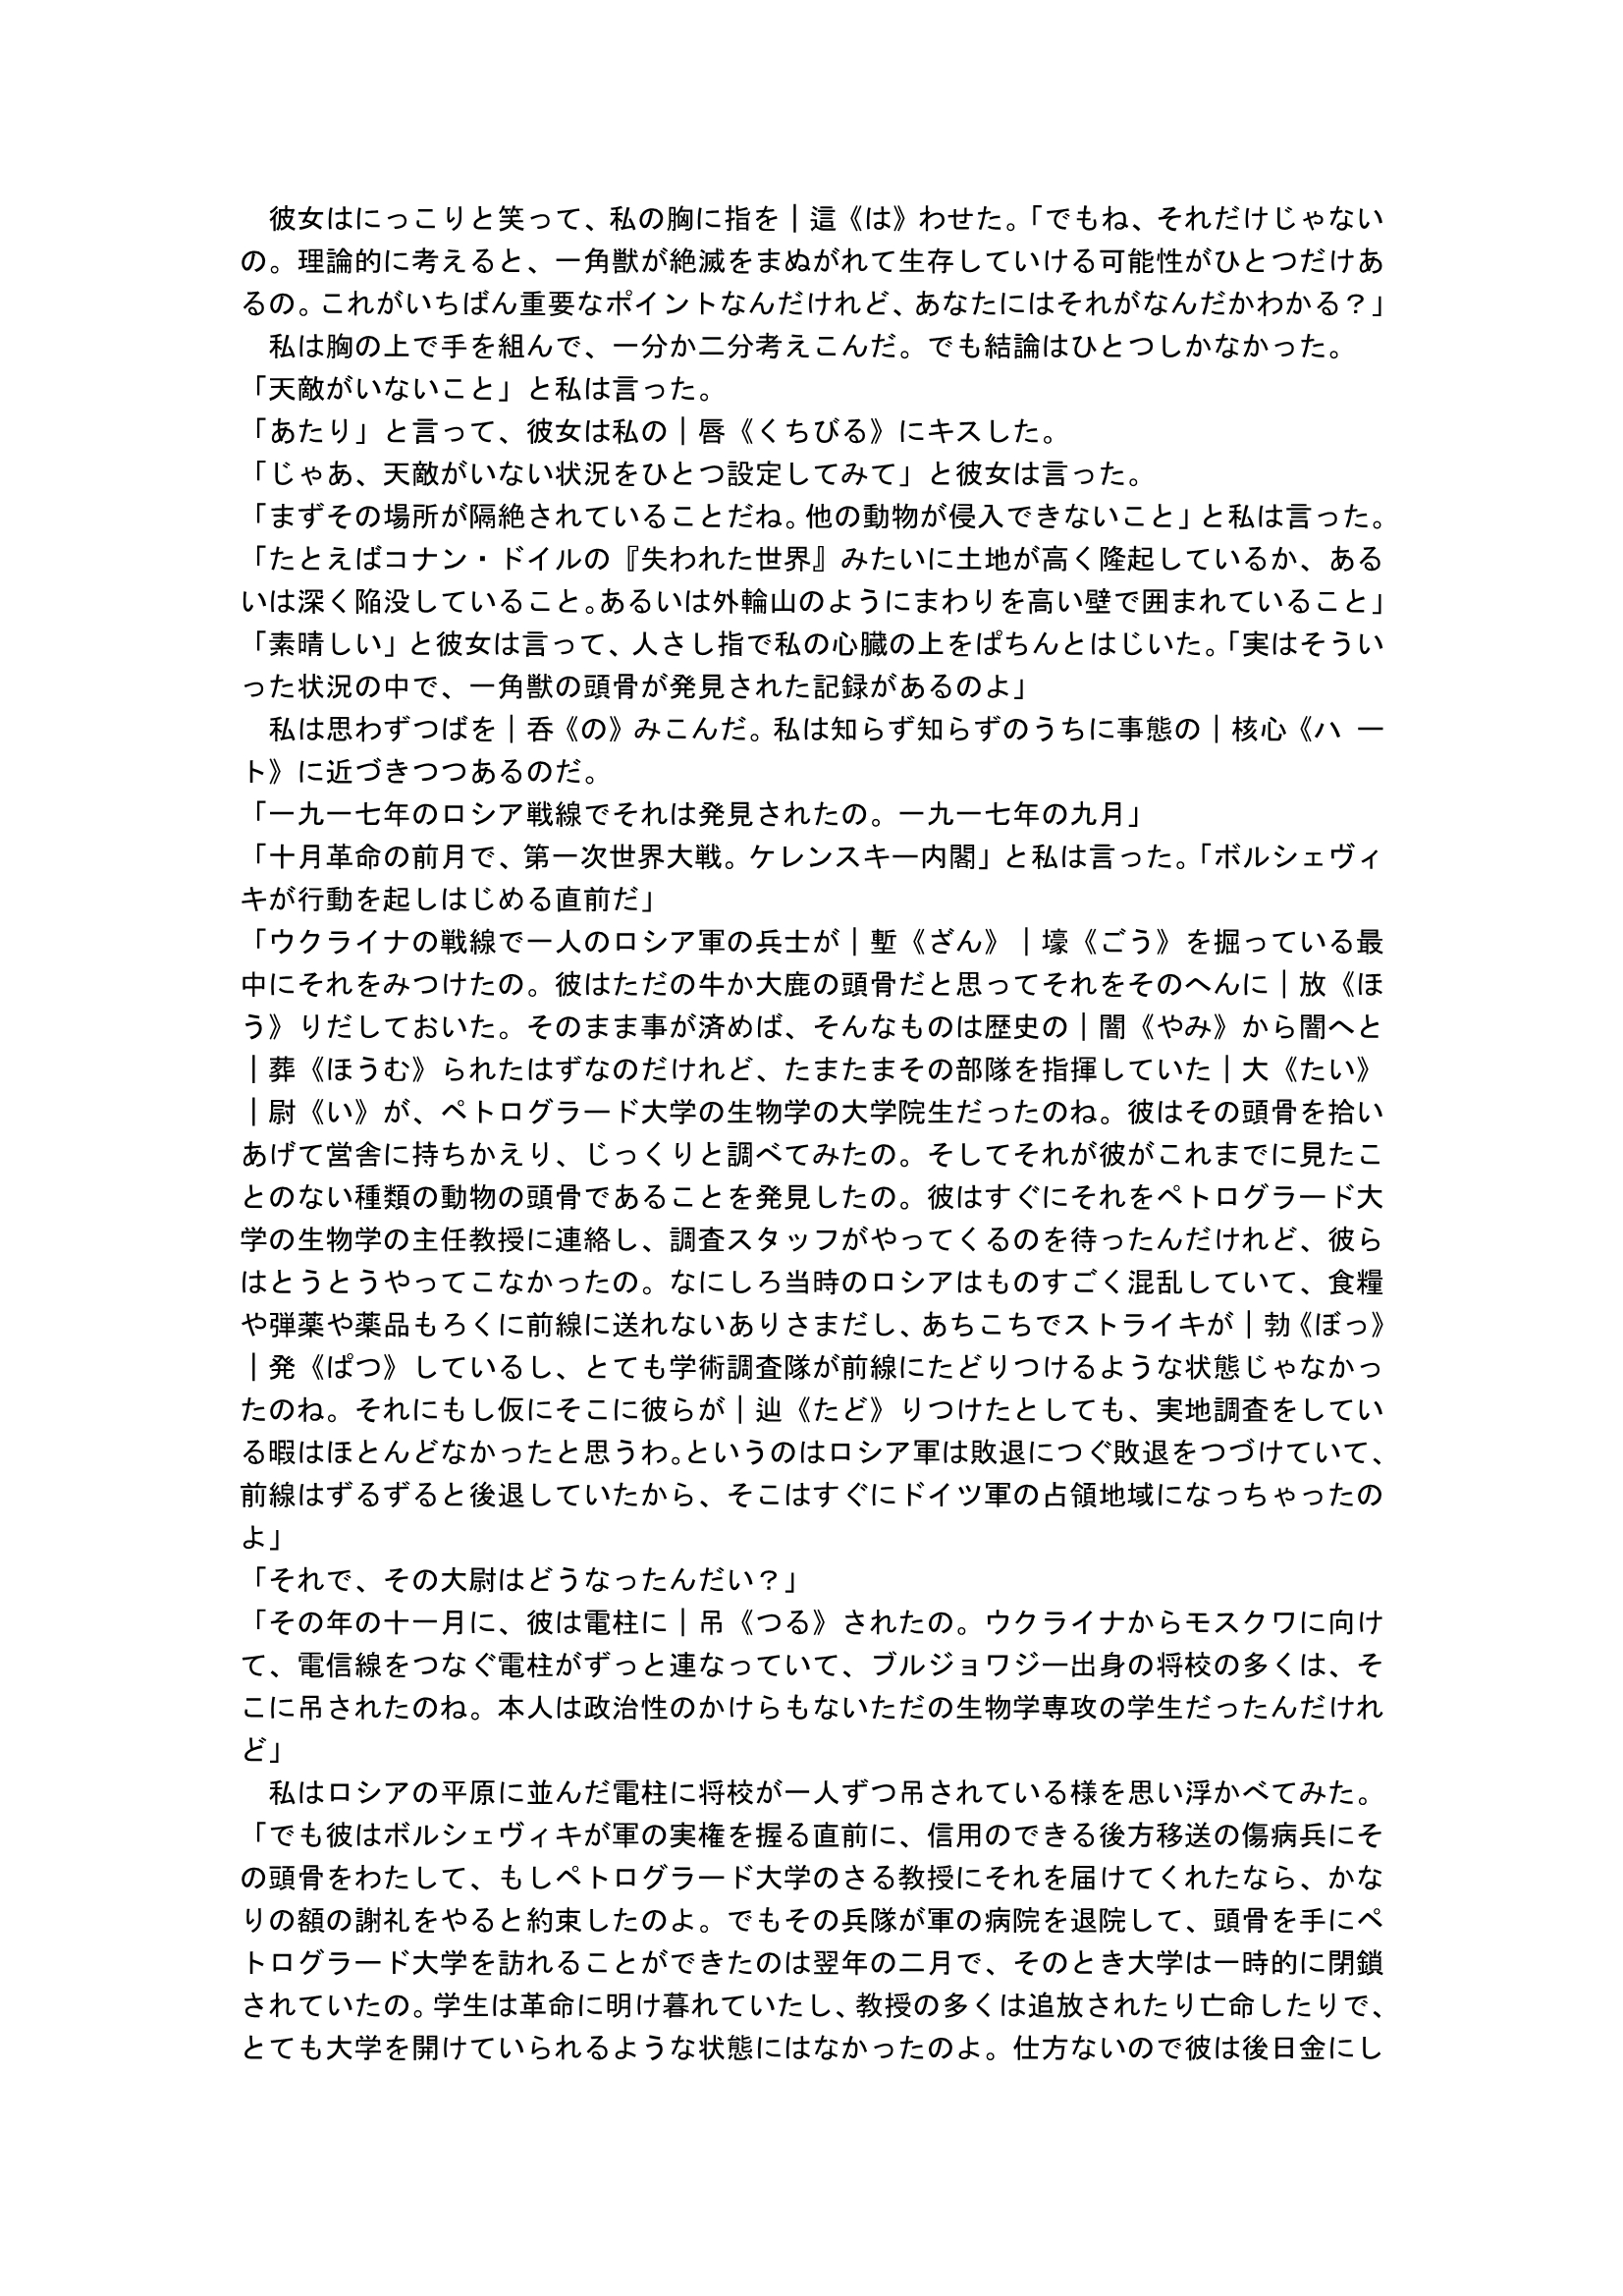 彼女はにっこりと笑って、私の胸に指を｜這《は》わせた。「でもね、それだけじゃない
の。理論的に考えると、一角獣が絶滅をまぬがれて生存していける可能性がひとつだけあ
るの。これがいちばん重要なポイントなんだけれど、あなたにはそれがなんだかわかる？」
　私は胸の上で手を組んで、一分か二分考えこんだ。でも結論はひとつしかなかった。
「天敵がいないこと」と私は言った。
「あたり」と言って、彼女は私の｜唇《くちびる》にキスした。
「じゃあ、天敵がいない状況をひとつ設定してみて」と彼女は言った。
「まずその場所が隔絶されていることだね。他の動物が侵入できないこと」と私は言った。
「たとえばコナン・ドイルの『失われた世界』みたいに土地が高く隆起しているか、ある
いは深く陥没していること。あるいは外輪山のようにまわりを高い壁で囲まれていること」
「素晴しい」と彼女は言って、人さし指で私の心臓の上をぱちんとはじいた。「実はそうい
った状況の中で、一角獣の頭骨が発見された記録があるのよ」
　私は思わずつばを｜呑《の》みこんだ。私は知らず知らずのうちに事態の｜核心《ハ ー
ト》に近づきつつあるのだ。
「一九一七年のロシア戦線でそれは発見されたの。一九一七年の九月」
「十月革命の前月で、第一次世界大戦。ケレンスキー内閣」と私は言った。「ボルシェヴィ
キが行動を起しはじめる直前だ」
「ウクライナの戦線で一人のロシア軍の兵士が｜塹《ざん》｜壕《ごう》を掘っている最
中にそれをみつけたの。彼はただの牛か大鹿の頭骨だと思ってそれをそのへんに｜放《ほ
う》りだしておいた。そのまま事が済めば、そんなものは歴史の｜闇《やみ》から闇へと
｜葬《ほうむ》られたはずなのだけれど、たまたまその部隊を指揮していた｜大《たい》
｜尉《い》が、ペトログラード大学の生物学の大学院生だったのね。彼はその頭骨を拾い
あげて営舎に持ちかえり、じっくりと調べてみたの。そしてそれが彼がこれまでに見たこ
とのない種類の動物の頭骨であることを発見したの。彼はすぐにそれをペトログラード大
学の生物学の主任教授に連絡し、調査スタッフがやってくるのを待ったんだけれど、彼ら
はとうとうやってこなかったの。なにしろ当時のロシアはものすごく混乱していて、食糧
や弾薬や薬品もろくに前線に送れないありさまだし、あちこちでストライキが｜勃《ぼっ》
｜発《ぱつ》しているし、とても学術調査隊が前線にたどりつけるような状態じゃなかっ
たのね。それにもし仮にそこに彼らが｜辿《たど》りつけたとしても、実地調査をしてい
る暇はほとんどなかったと思うわ。というのはロシア軍は敗退につぐ敗退をつづけていて、
前線はずるずると後退していたから、そこはすぐにドイツ軍の占領地域になっちゃったの
よ」
「それで、その大尉はどうなったんだい？」
「その年の十一月に、彼は電柱に｜吊《つる》されたの。ウクライナからモスクワに向け
て、電信線をつなぐ電柱がずっと連なっていて、ブルジョワジー出身の将校の多くは、そ
こに吊されたのね。本人は政治性のかけらもないただの生物学専攻の学生だったんだけれ
ど」
　私はロシアの平原に並んだ電柱に将校が一人ずつ吊されている様を思い浮かべてみた。
「でも彼はボルシェヴィキが軍の実権を握る直前に、信用のできる後方移送の傷病兵にそ
の頭骨をわたして、もしペトログラード大学のさる教授にそれを届けてくれたなら、かな
りの額の謝礼をやると約束したのよ。でもその兵隊が軍の病院を退院して、頭骨を手にペ
トログラード大学を訪れることができたのは翌年の二月で、そのとき大学は一時的に閉鎖
されていたの。学生は革命に明け暮れていたし、教授の多くは追放されたり亡命したりで、
とても大学を開けていられるような状態にはなかったのよ。仕方ないので彼は後日金にし